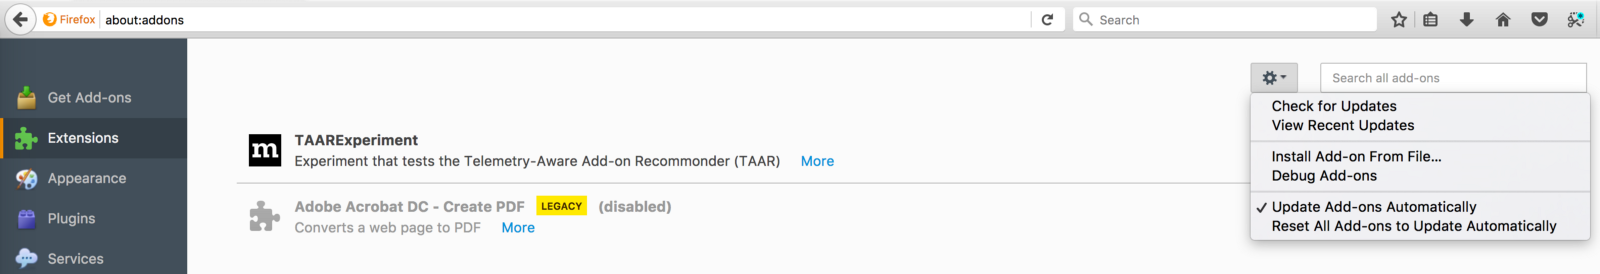 Firefox about:addons Search
Get Add-ons
Extensions
Appearance
Plugins
Services
m TAARExperiment
Experiment that tests the Telemetry-Aware Add-on Recommonder (TAAR) More
Adobe Acrobat DC - Create PDF LEGACY (disabled)
Converts a web page to PDF More
Search all add-ons
Check for Updates
View Recent Updates
Install Add-on From File...
Debug Add-ons
✓ Update Add-ons Automatically
Reset All Add-ons to Update Automatically